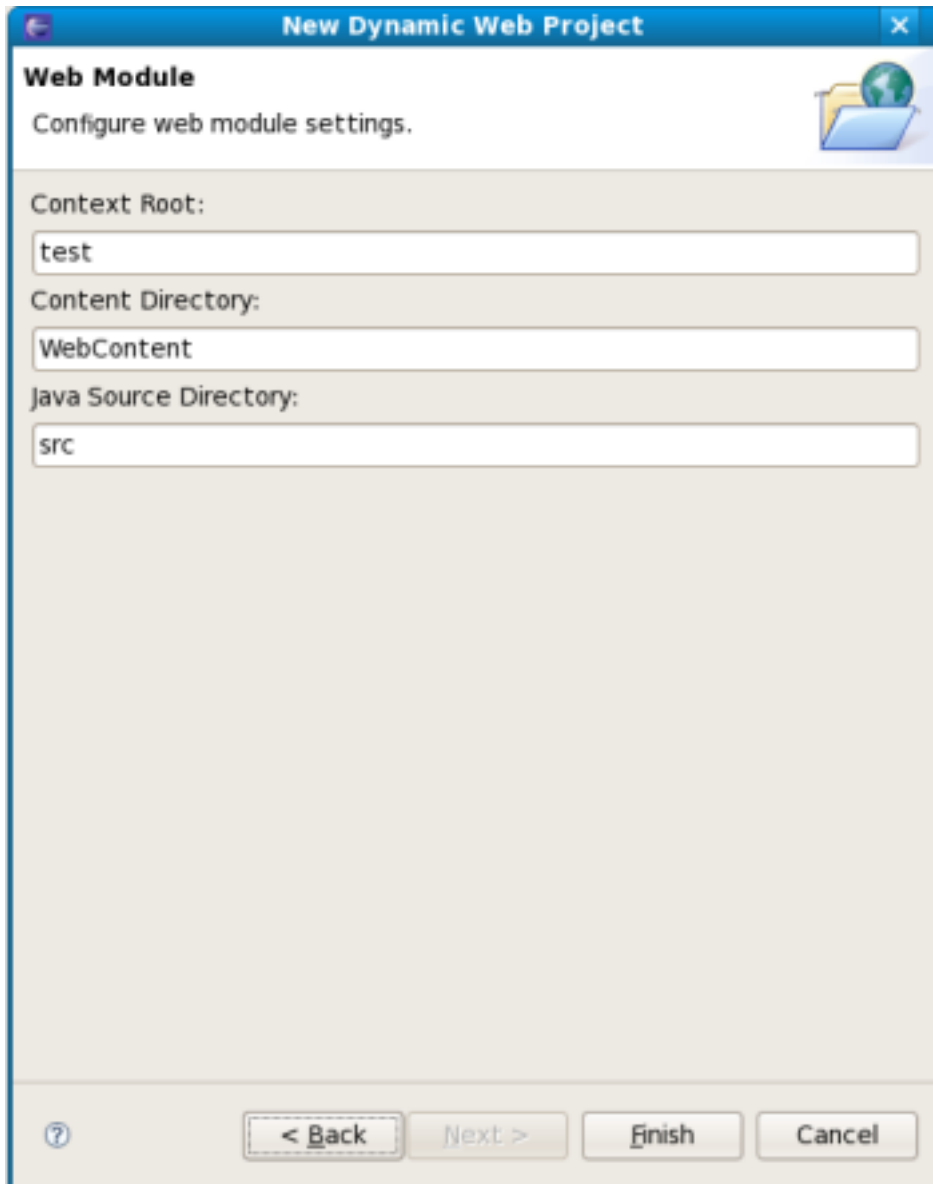 New Dynamic Web Project
Web Module
Configure web module settings.
Context Root:
test
Content Directory:
WebContent
Java Source Directory:
src
< Back Next > Finish Cancel